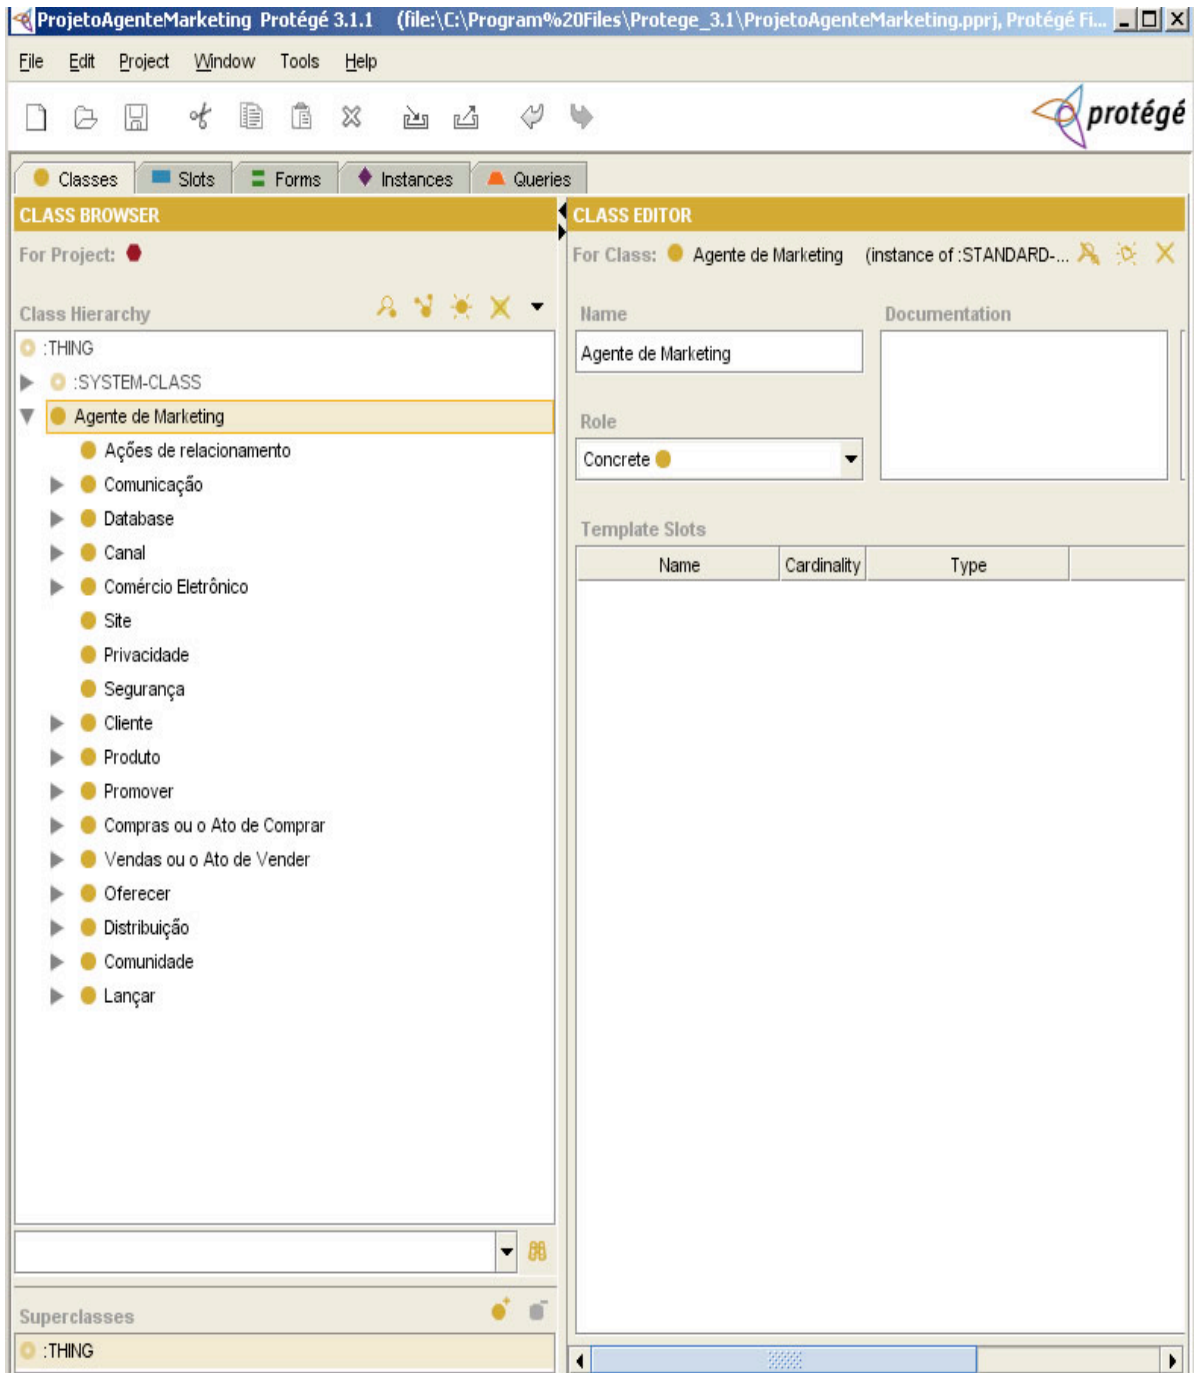 ProjetoAgenteMarketing Protégé 3.1.1 (file:\C:\Program%20Files\Protege_3.1\ProjetoAgenteMarketing.pprj, Protégé Fi...
File Edit Project Window Tools Help
protégé
Classes Slots Forms Instances Queries
CLASS BROWSER
CLASS EDITOR
For Project:
For Class: Agente de Marketing (instance of :STANDARD-...
Class Hierarchy
Name Documentation
:THING
Agente de Marketing
:SYSTEM-CLASS
Agente de Marketing
Role
Ações de relacionamento
Concrete
Comunicação
Database
Template Slots
Canal
Name Cardinality Type
Comércio Eletrônico
Site
Privacidade
Segurança
Cliente
Produto
Promover
Compras ou o Ato de Comprar
Vendas ou o Ato de Vender
Oferecer
Distribuição
Comunidade
Lançar
Superclasses
:THING